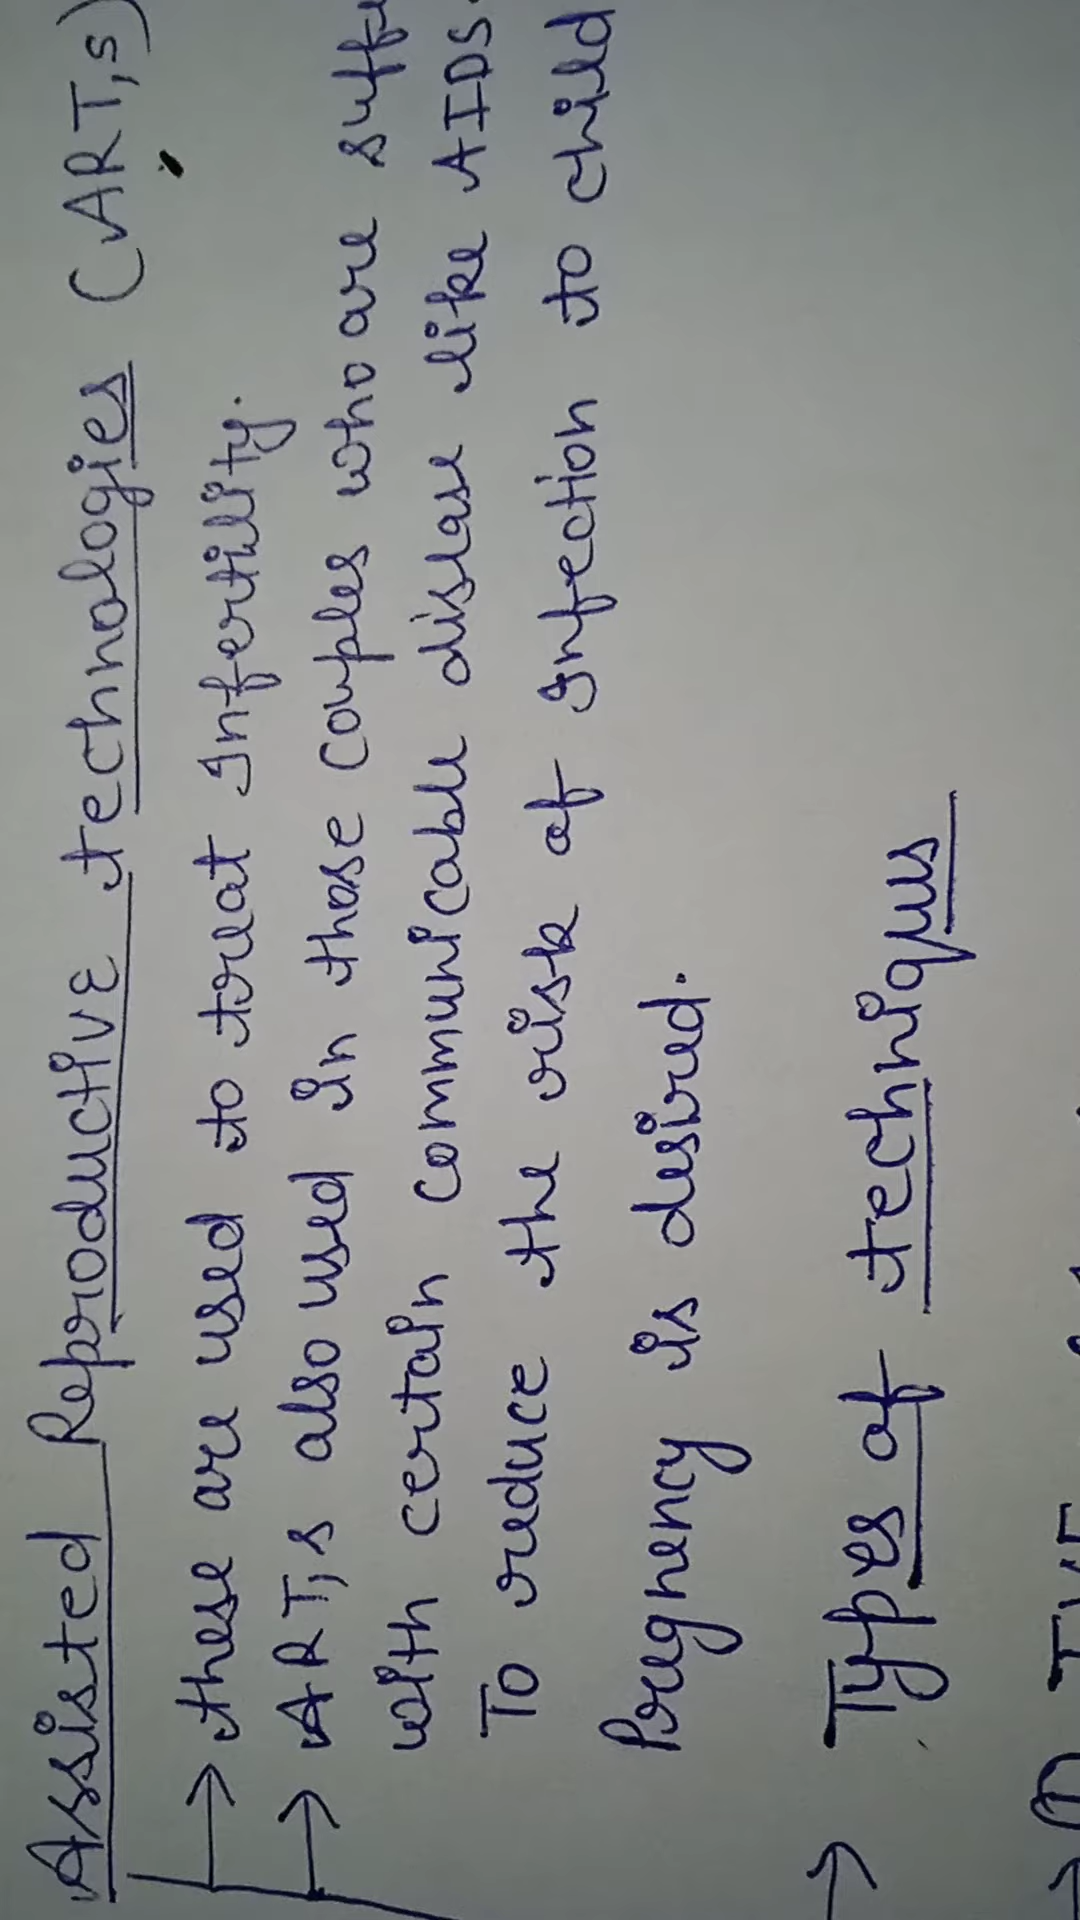 Assisted Reproductive technologies (ART,s)
→ these are used to treat Infertility.
→ ART,s also used in those couples who are
with certain communicable disease like AIDS.
To reduce the risk of Infection to child
Pregnency is desired.
→ Types of techniques
→ ①